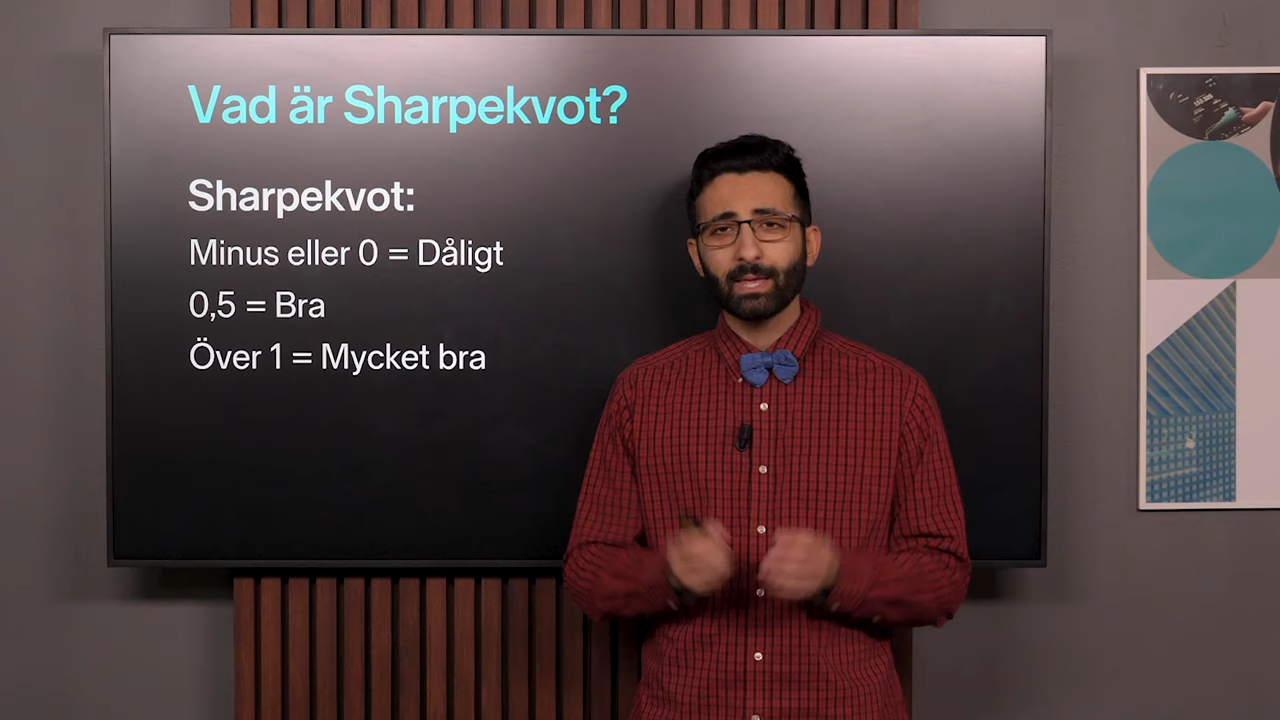 Vad är Sharpekvot?
Sharpekvot:
Minus eller 0 = Dåligt
0,5 = Bra
Över 1 = Mycket bra